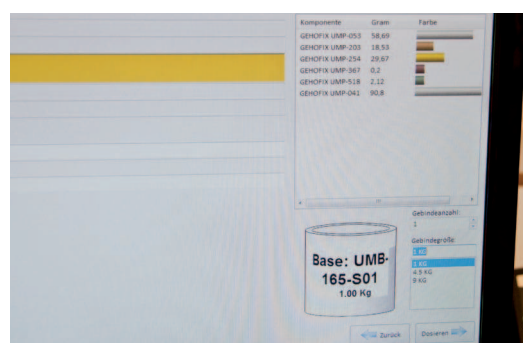 Komponente Gram Farbe
GEHOFIX UMP-053 58,69
GEHOFIX UMP-203 18,53
GEHOFIX UMP-254 29,67
GEHOFIX UMP-367 0,2
GEHOFIX UMP-518 2,12
GEHOFIX UMP-041 90,8
Gebindeanzahl:
1
Gebindegröße:
1 KG
1 KG
4.5 KG
9 KG
Base: UMB-
165-S01
1.00 Kg
Zurück Dosieren